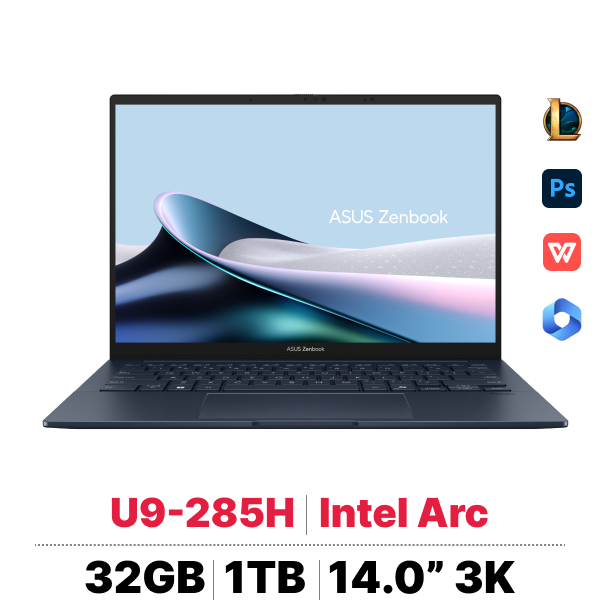 ASUS Zenbook
Ps
W
ASUS Zenbook
U9-285H | Intel Arc
32GB | 1TB | 14.0” 3K